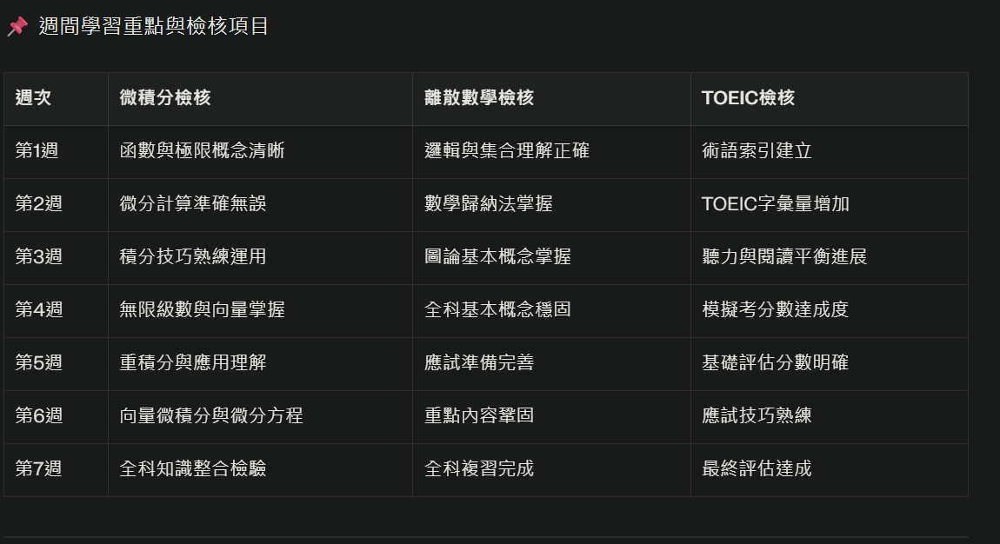 📌 週間學習重點與檢核項目
週次 微積分檢核 離散數學檢核 TOEIC檢核
第1週 函數與極限概念清晰 邏輯與集合理解正確 術語索引建立
第2週 微分計算準確無誤 數學歸納法掌握 TOEIC字彙量增加
第3週 積分技巧熟練運用 圖論基本概念掌握 聽力與閱讀平衡進展
第4週 無限級數與向量掌握 全科基本概念穩固 模擬考分數達成度
第5週 重積分與應用理解 應試準備完善 基礎評估分數明確
第6週 向量微積分與微分方程 重點內容鞏固 應試技巧熟練
第7週 全科知識整合檢驗 全科複習完成 最終評估達成